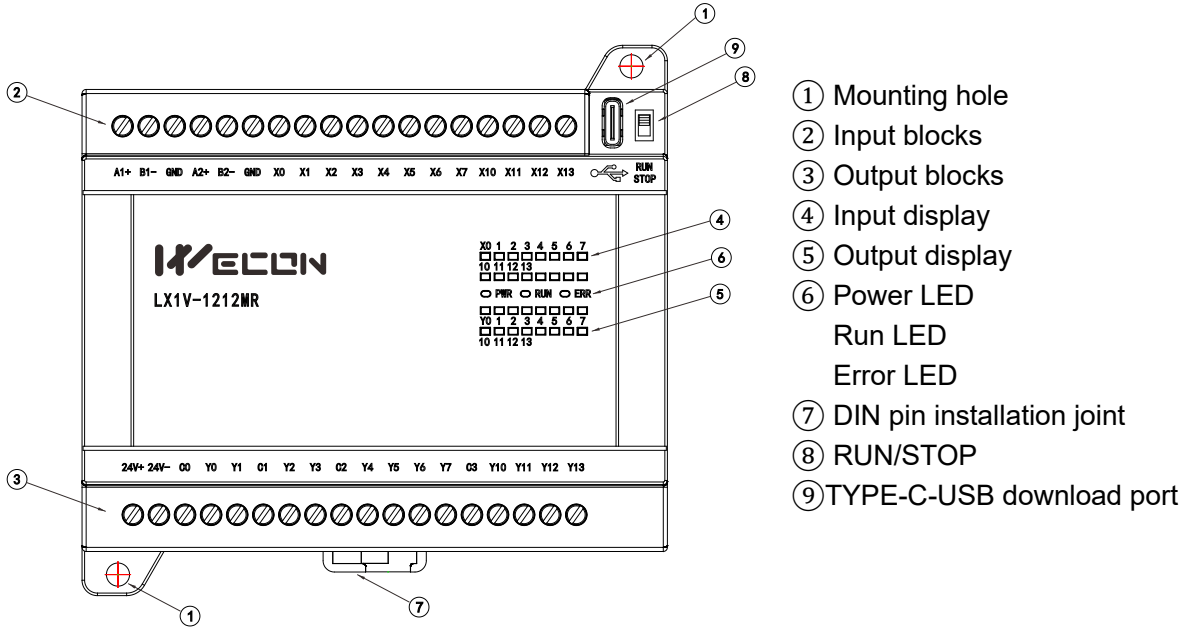 ①
⑨
⑧
②
A1+ B1- GND A2+ B2- GND X0 X1 X2 X3 X4 X5 X6 X7 X10 X11 X12 X13 RUN
STOP
WECON
LX1V-1212MR
X0 1 2 3 4 5 6 7
10 11 12 13
PWR RUN ERR
Y0 1 2 3 4 5 6 7
10 11 12 13
④
⑥
⑤
24V+ 24V- C0 Y0 Y1 C1 Y2 Y3 C2 Y4 Y5 Y6 Y7 C3 Y10 Y11 Y12 Y13
③
⑦
①
① Mounting hole
② Input blocks
③ Output blocks
④ Input display
⑤ Output display
⑥ Power LED
Run LED
Error LED
⑦ DIN pin installation joint
⑧ RUN/STOP
⑨TYPE-C-USB download port